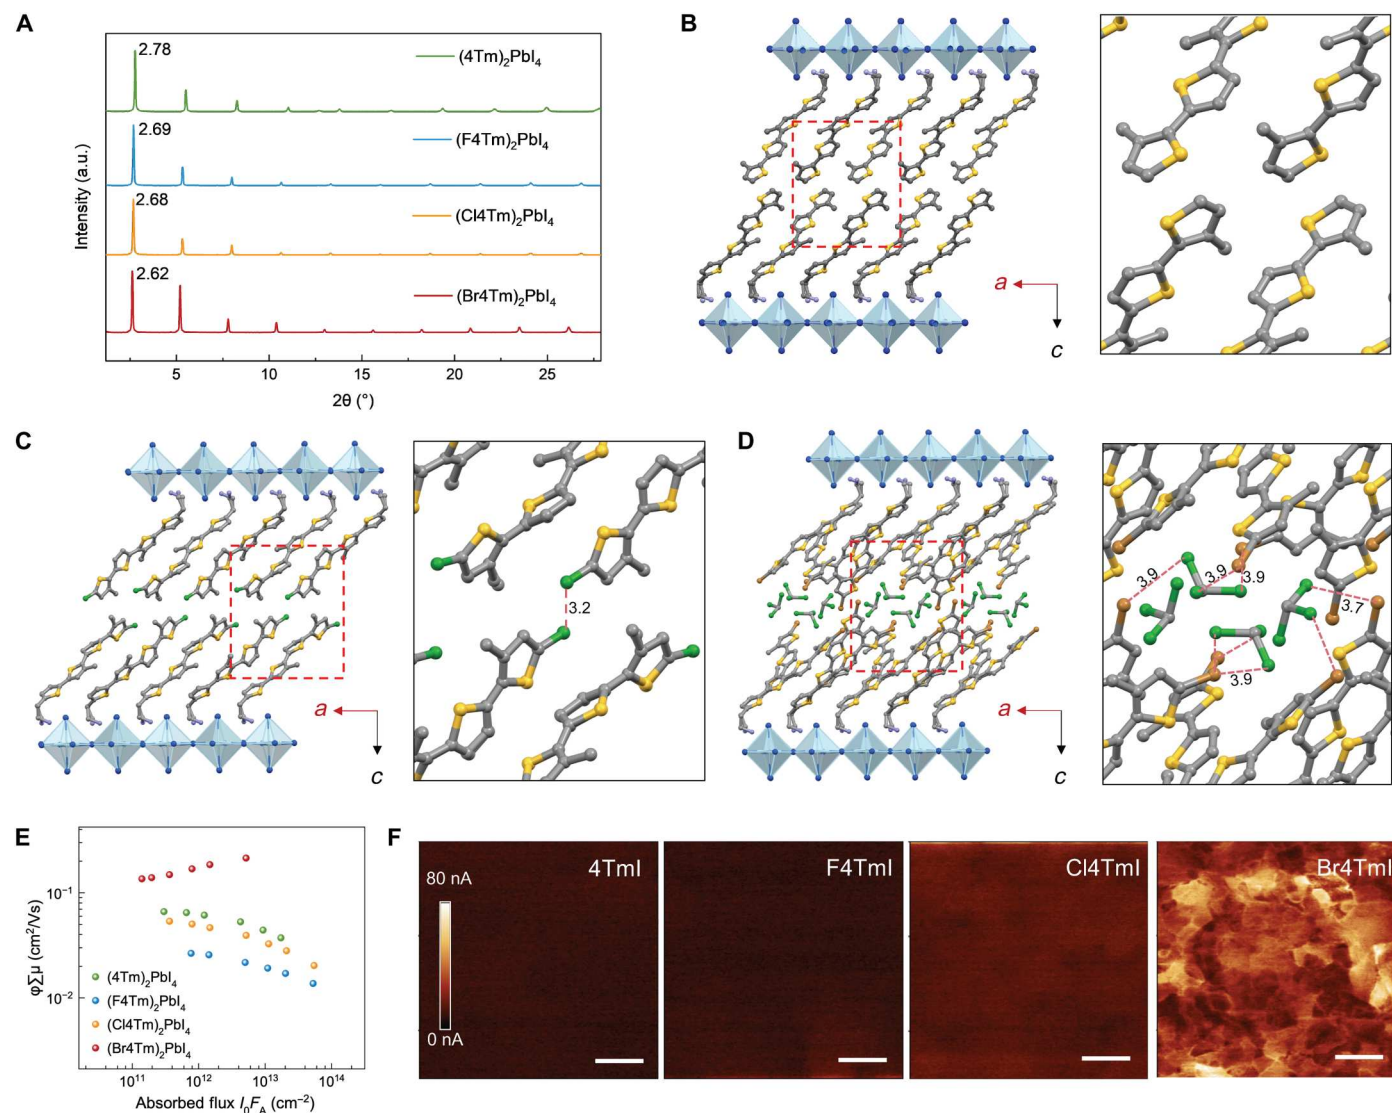 A
2.78
(4Tm)₂PbI₄
2.69
(F4Tm)₂PbI₄
2.68
(Cl4Tm)₂PbI₄
2.62
(Br4Tm)₂PbI₄
Intensity (a.u.)
5
10
15
20
25
2θ (°)
B
a
c
C
3.2
a
c
D
3.9
3.9
3.9
3.7
3.9
a
c
E
φΣμ (cm²/Vs)
10⁻¹
10⁻²
(4Tm)₂PbI₄
(F4Tm)₂PbI₄
(Cl4Tm)₂PbI₄
(Br4Tm)₂PbI₄
10¹¹
10¹²
10¹³
10¹⁴
Absorbed flux I₀F_A (cm⁻²)
F
80 nA
0 nA
4TmI
F4TmI
Cl4TmI
Br4TmI